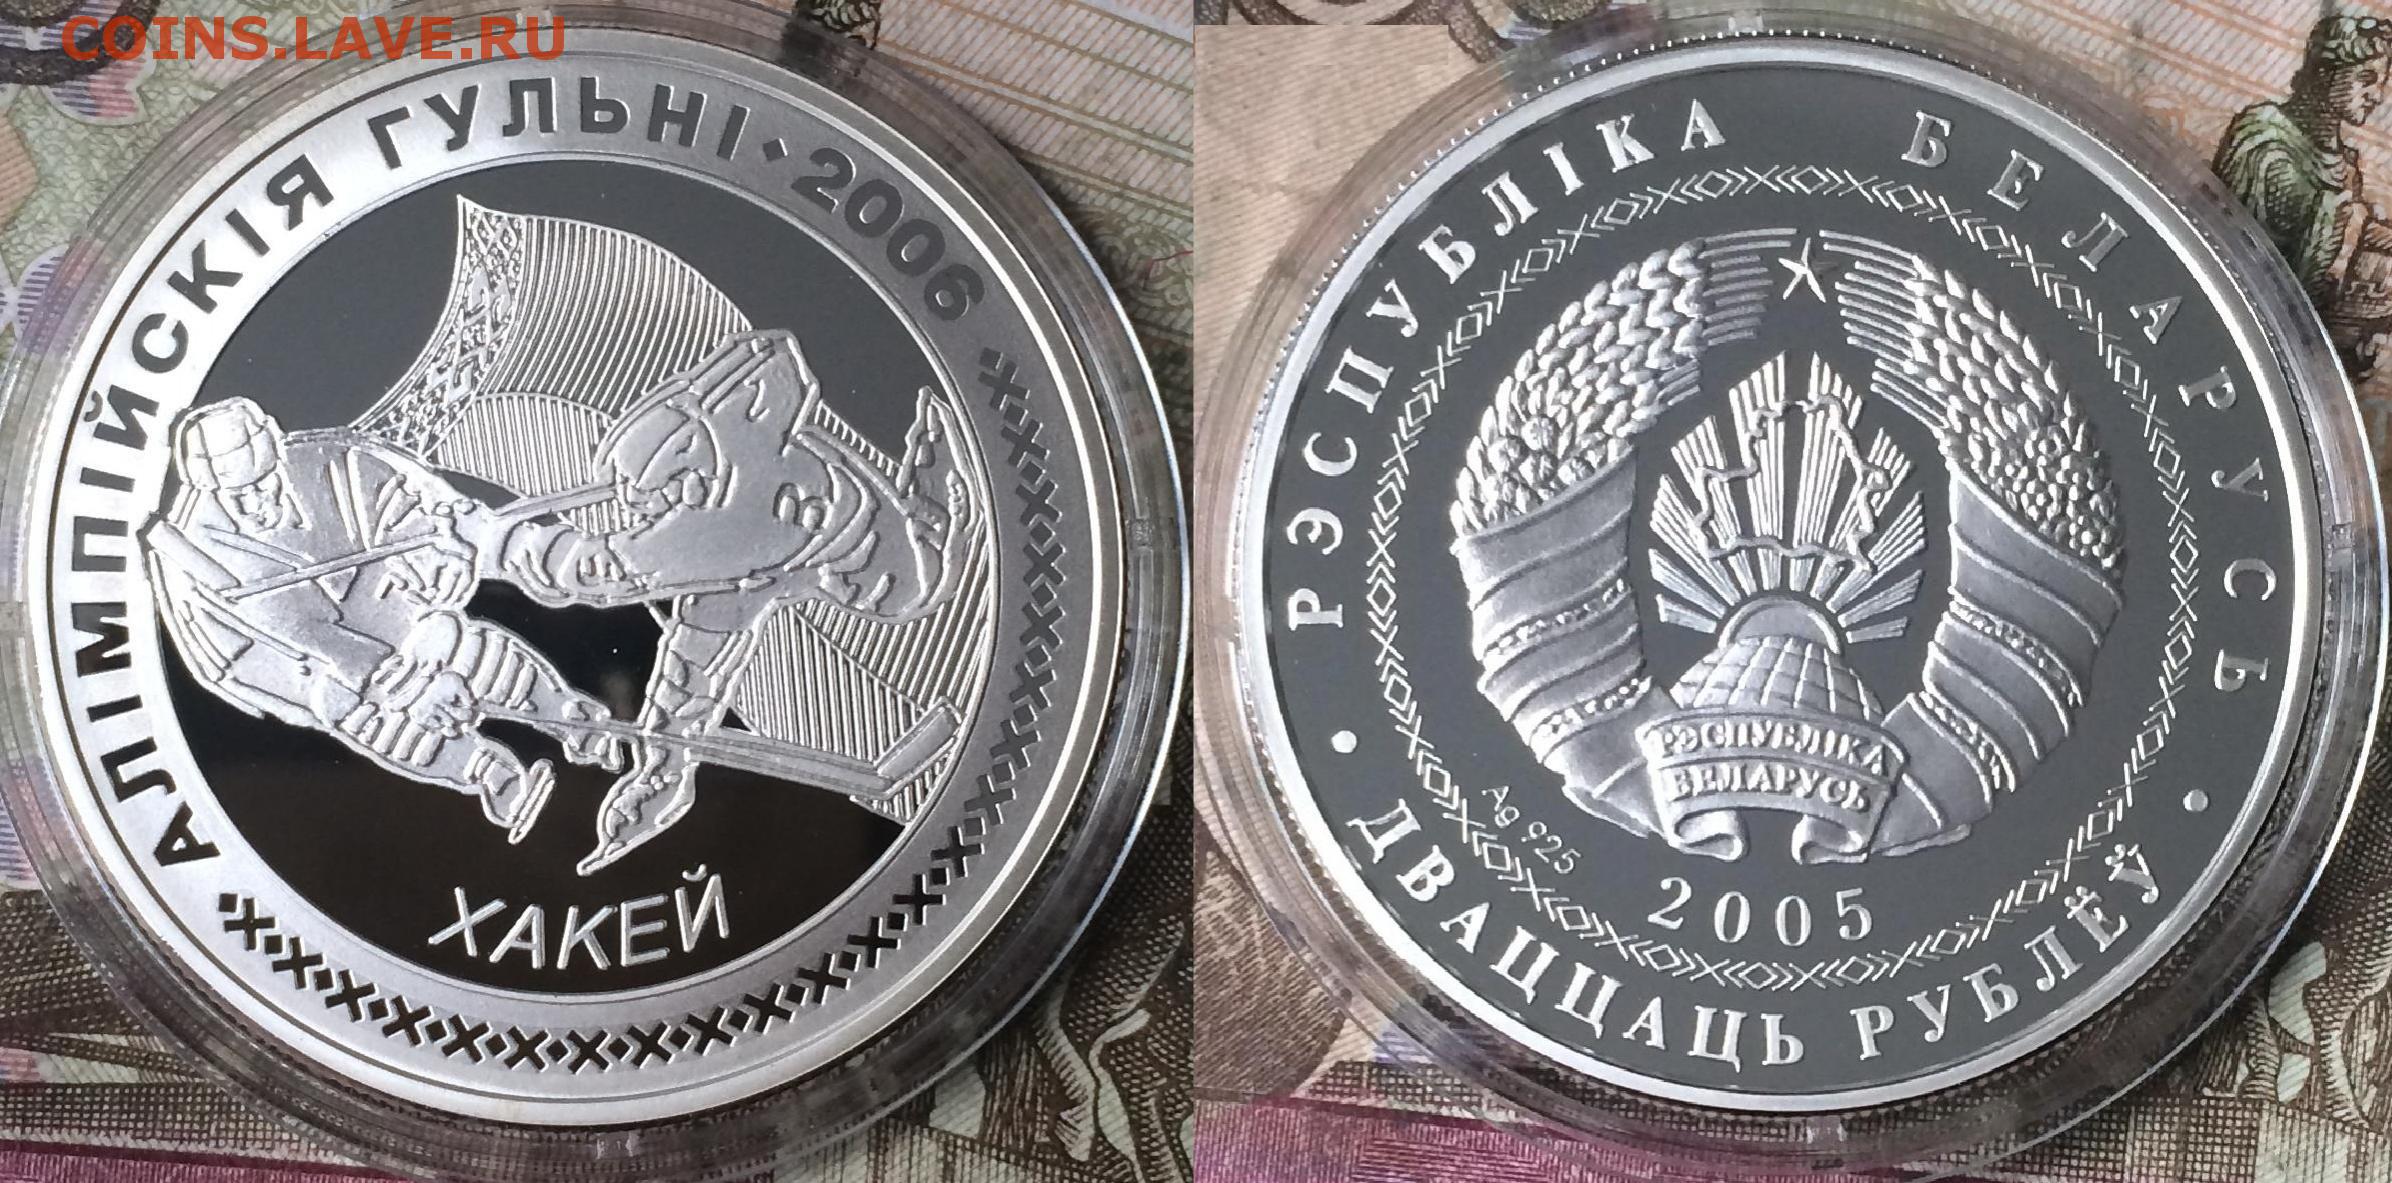 COINS.LAVE.RU
АЛІМПІЙСКІЯ ГУЛЬНІ · 2006
ХАКЕЙ
РЭСПУБЛІКА БЕЛАРУСЬ
РЭСПУБЛІКА
БЕЛАРУСЬ
Ag 925
2005
· ДВАЦЦАЦЬ РУБЛЁЎ ·